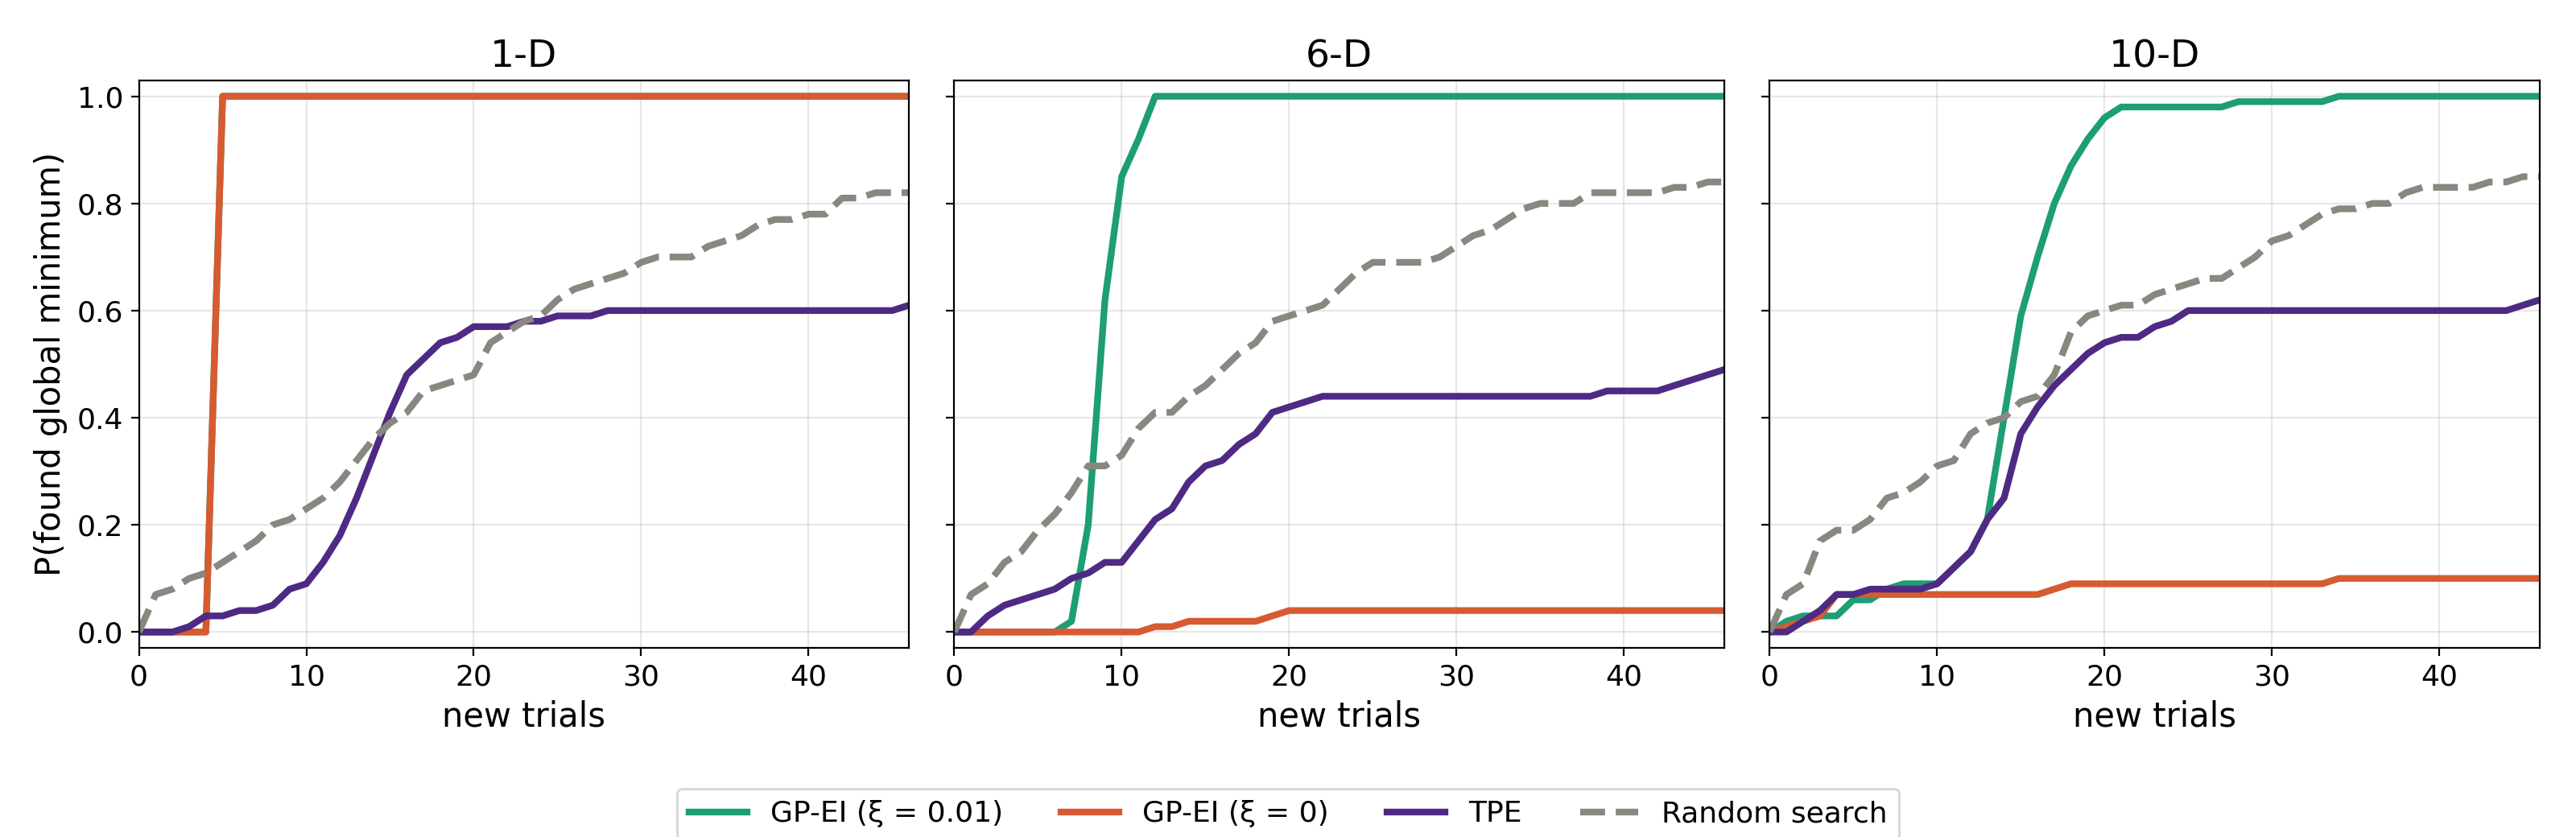 1-D
6-D
10-D
P(found global minimum)
1.0
0.8
0.6
0.4
0.2
0.0
0 10 20 30 40
0 10 20 30 40
0 10 20 30 40
new trials
new trials
new trials
GP-EI (ξ = 0.01)
GP-EI (ξ = 0)
TPE
Random search